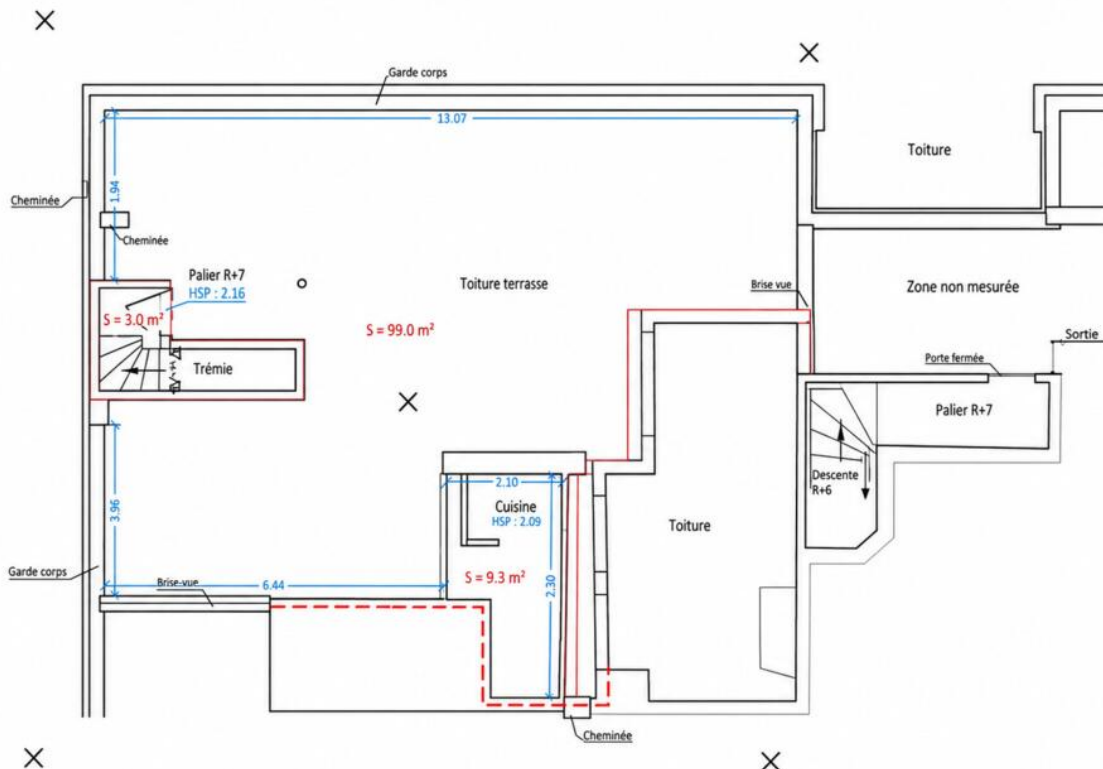 Garde corps
13.07
Toiture
Cheminée
1.94
Cheminée
Palier R+7
HSP : 2.16
Toiture terrasse
Brise vue
Zone non mesurée
S = 3.0 m²
S = 99.0 m²
Sortie
Trémie
Porte fermée
Palier R+7
2.10
Descente
R+6
3.96
Cuisine
HSP : 2.09
Toiture
Garde corps
Brise-vue
6.44
S = 9.3 m²
2.30
Cheminée